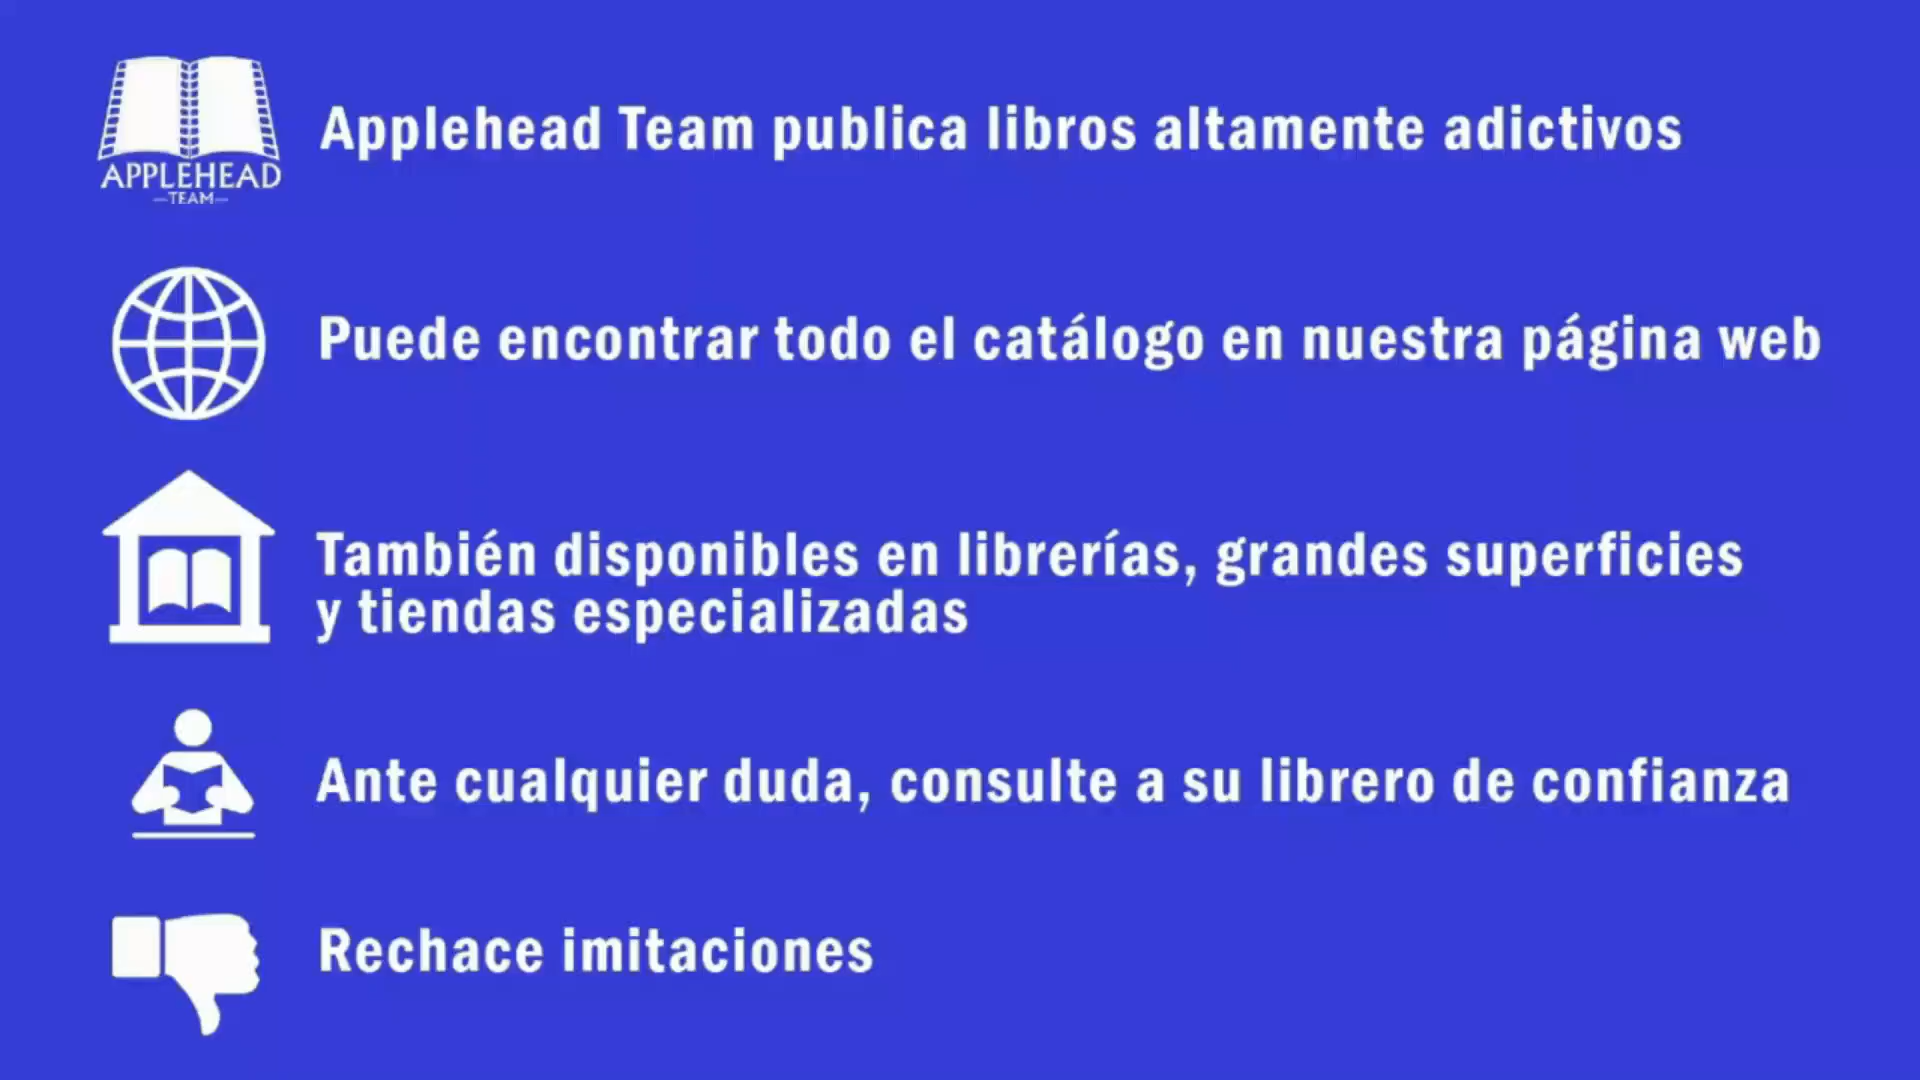 APPLEHEAD
—TEAM—
Applehead Team publica libros altamente adictivos
Puede encontrar todo el catálogo en nuestra página web
También disponibles en librerías, grandes superficies
y tiendas especializadas
Ante cualquier duda, consulte a su librero de confianza
Rechace imitaciones